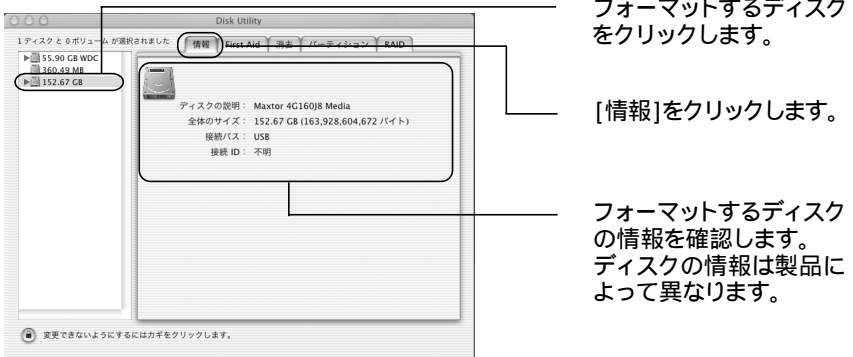 Disk Utility
1 ディスク と 0 ボリューム が選択されました
情報
First Aid
消去
パーティション
RAID
55.90 GB WDC
360.49 MB
152.67 GB
ディスクの説明： Maxtor 4G160J8 Media
全体のサイズ： 152.67 GB (163,928,604,672 バイト)
接続バス： USB
接続 ID： 不明
変更できないようにするにはカギをクリックします。
フォーマットするディスク
をクリックします。
[情報]をクリックします。
フォーマットするディスク
の情報を確認します。
ディスクの情報は製品に
よって異なります。